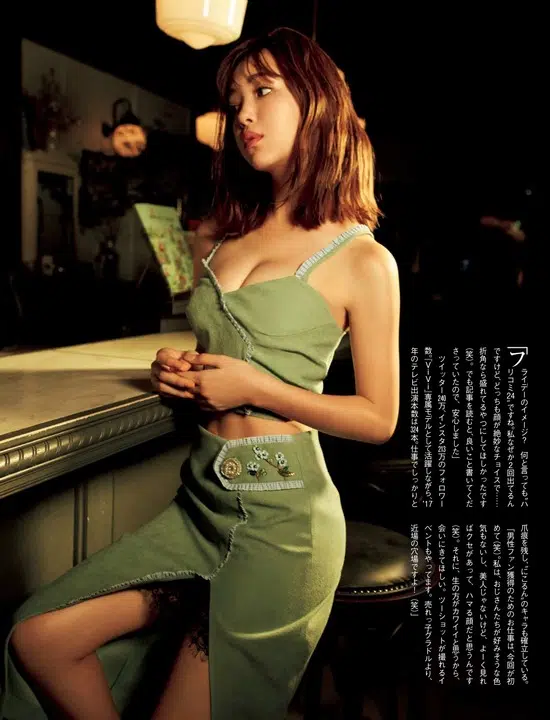 「フライデーのイメージ？　何と言っても、ハ
リコミ24"ですね。私、なぜか2回出てるん
ですけど、どっちも顔が絶妙なチョイスで……
折角なら盛れてるやつにしてほしかったです
(笑)。でも記事を読むと、良いこと書いてくだ
さっていたので、安心しました」
ツイッター240万、インスタ213万のフォロワー
数。「ViVi」専属モデルとして活躍しながら、'17
年のテレビ出演本数は324本。仕事でしっかりと
爪痕を残し、"にこるん"のキャラも確立している。
「男性ファン獲得のためのお仕事は、今回が初
めて(笑)。私は、おじさんたちが好みそうな色
気もないし、美人じゃないけど、よーく見れ
ばクセがあって、ハマる顔だと思うんです
(笑)。それに、生の方がカワイイと思うから、
会いにきてほしい。ツーショットが撮れるイ
ベントもやってます。売れっ子グラドルより、
近場の穴場ですよ！(笑)」